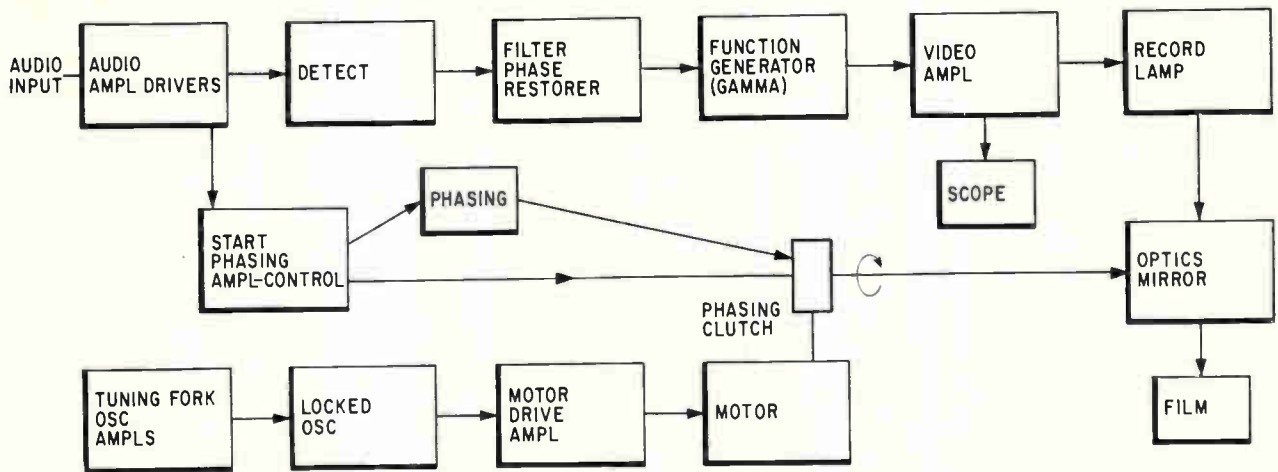 AUDIO
INPUT
AUDIO
AMPL DRIVERS
DETECT
FILTER
PHASE
RESTORER
FUNCTION
GENERATOR
(GAMMA)
VIDEO
AMPL
RECORD
LAMP
SCOPE
PHASING
START
PHASING
AMPL-CONTROL
PHASING
CLUTCH
OPTICS
MIRROR
TUNING FORK
OSC
AMPLS
LOCKED
OSC
MOTOR
DRIVE
AMPL
MOTOR
FILM